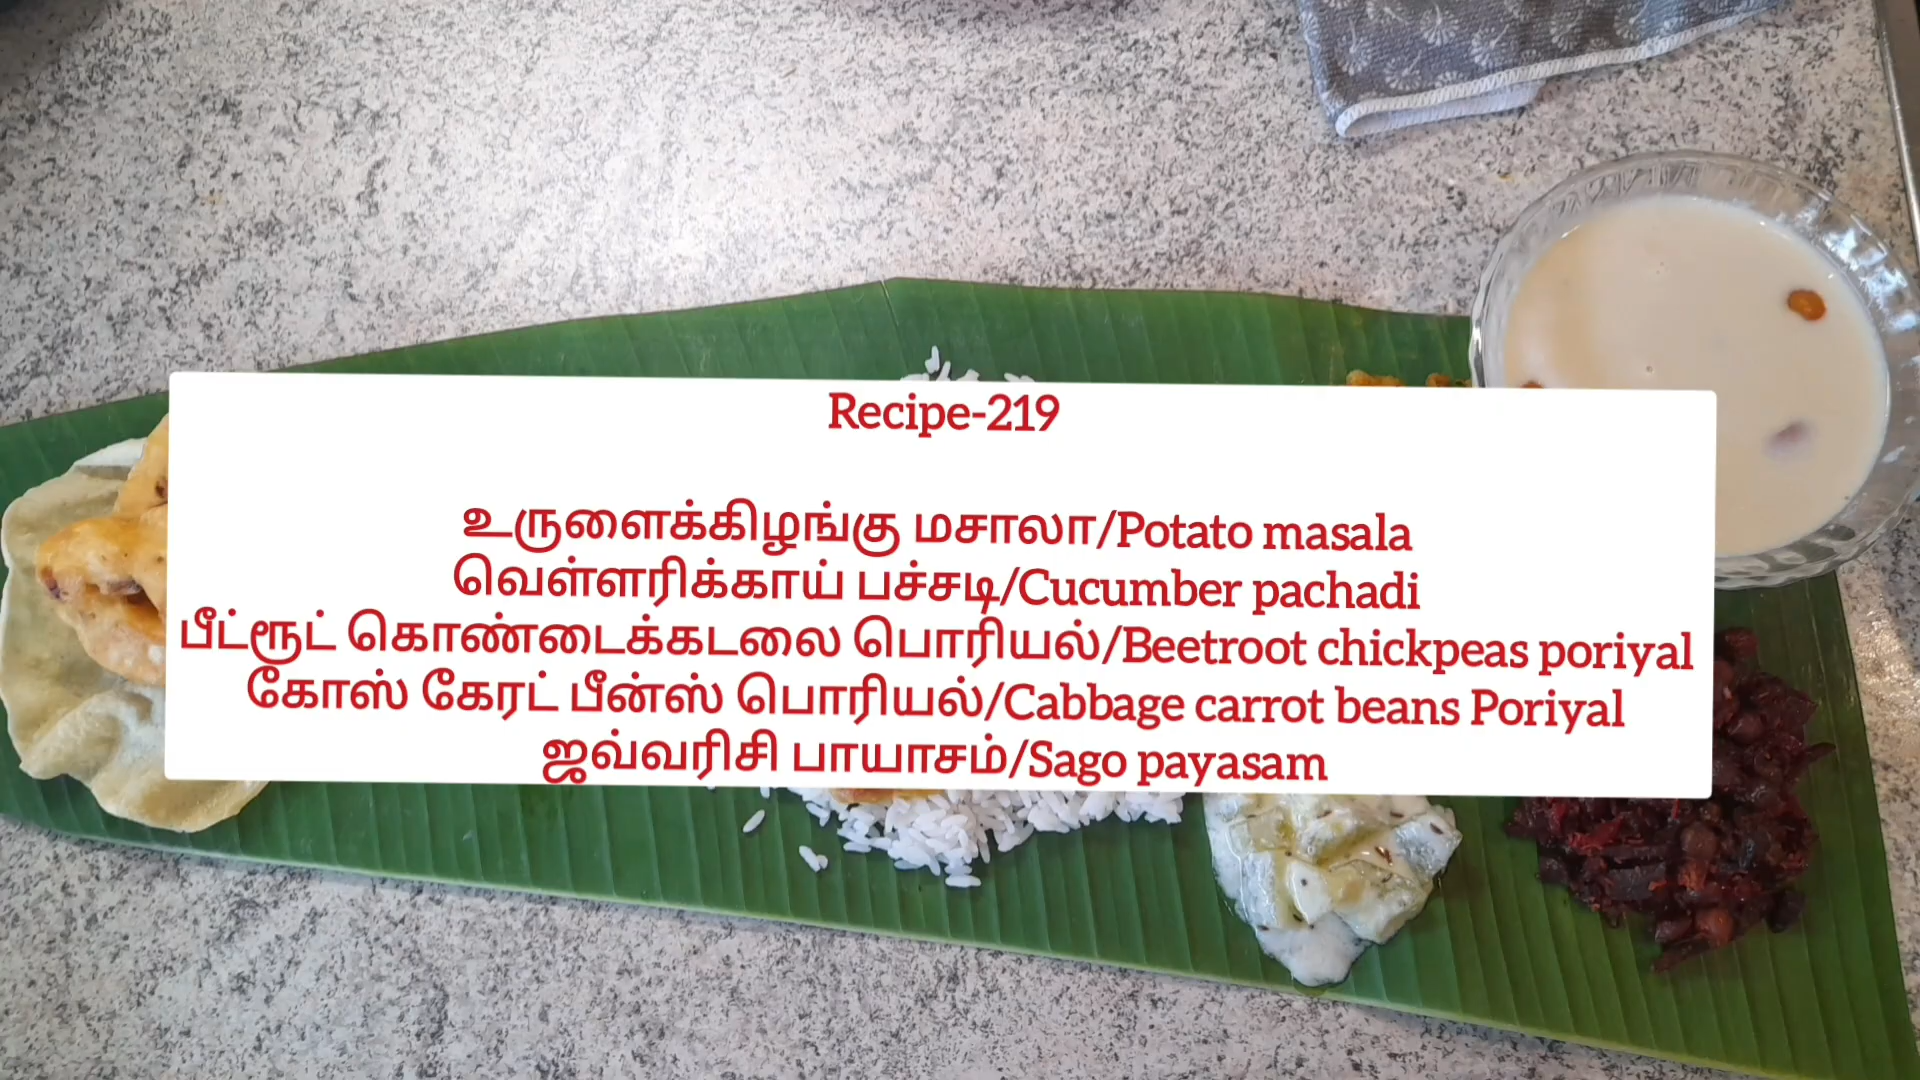 Recipe-219
உருளைக்கிழங்கு மசாலா/Potato masala
வெள்ளரிக்காய் பச்சடி/Cucumber pachadi
பீட்ரூட் கொண்டைக்கடலை பொரியல்/Beetroot chickpeas poriyal
கோஸ் கேரட் பீன்ஸ் பொரியல்/Cabbage carrot beans Poriyal
ஜவ்வரிசி பாயாசம்/Sago payasam